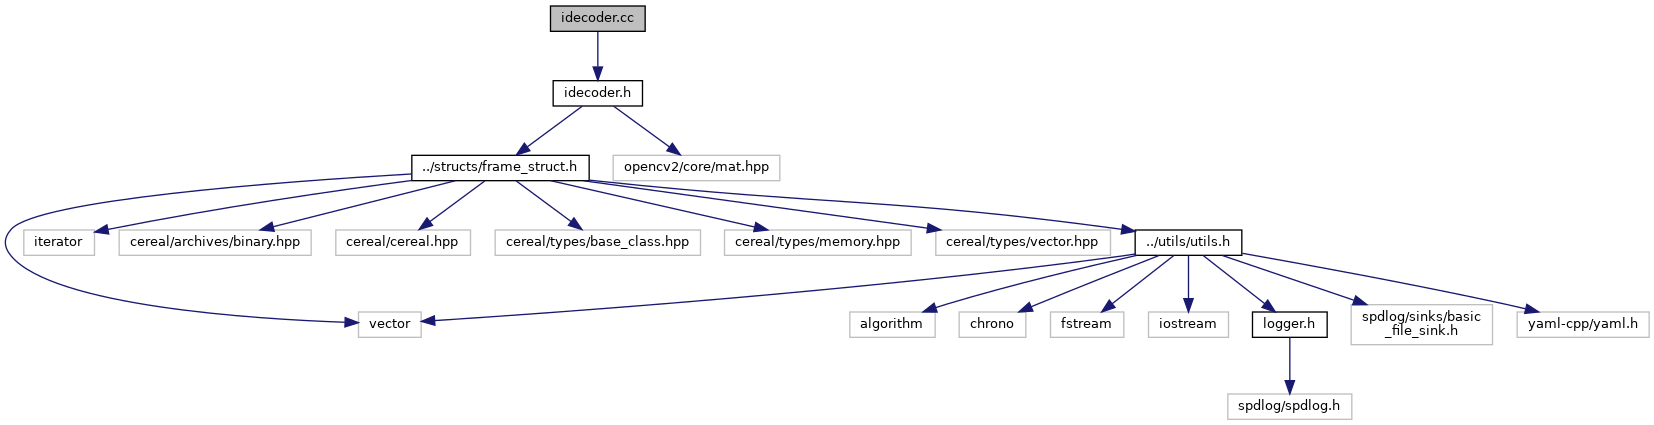 idecoder.cc
idecoder.h
../structs/frame_struct.h
opencv2/core/mat.hpp
iterator
cereal/archives/binary.hpp
cereal/cereal.hpp
cereal/types/base_class.hpp
cereal/types/memory.hpp
cereal/types/vector.hpp
../utils/utils.h
vector
algorithm
chrono
fstream
iostream
logger.h
spdlog/sinks/basic
_file_sink.h
yaml-cpp/yaml.h
spdlog/spdlog.h